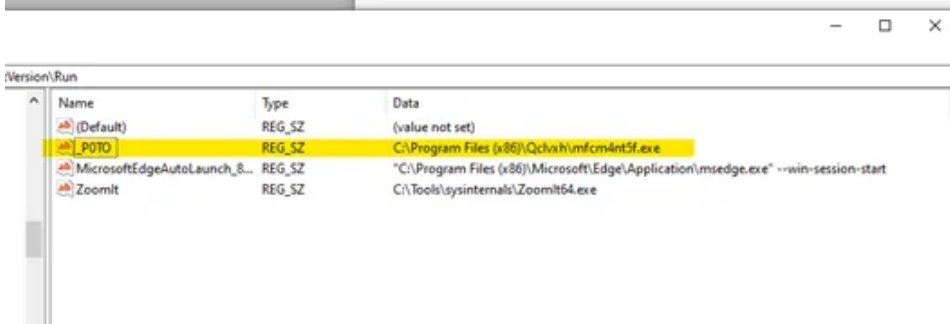 :Version\Run
Name Type Data
(Default) REG_SZ (value not set)
_P0TO REG_SZ C:\Program Files (x86)\Qclvxh\mfcm4nt5f.exe
MicrosoftEdgeAutoLaunch_8... REG_SZ "C:\Program Files (x86)\Microsoft\Edge\Application\msedge.exe" --win-session-start
ZoomIt REG_SZ C:\Tools\sysinternals\ZoomIt64.exe